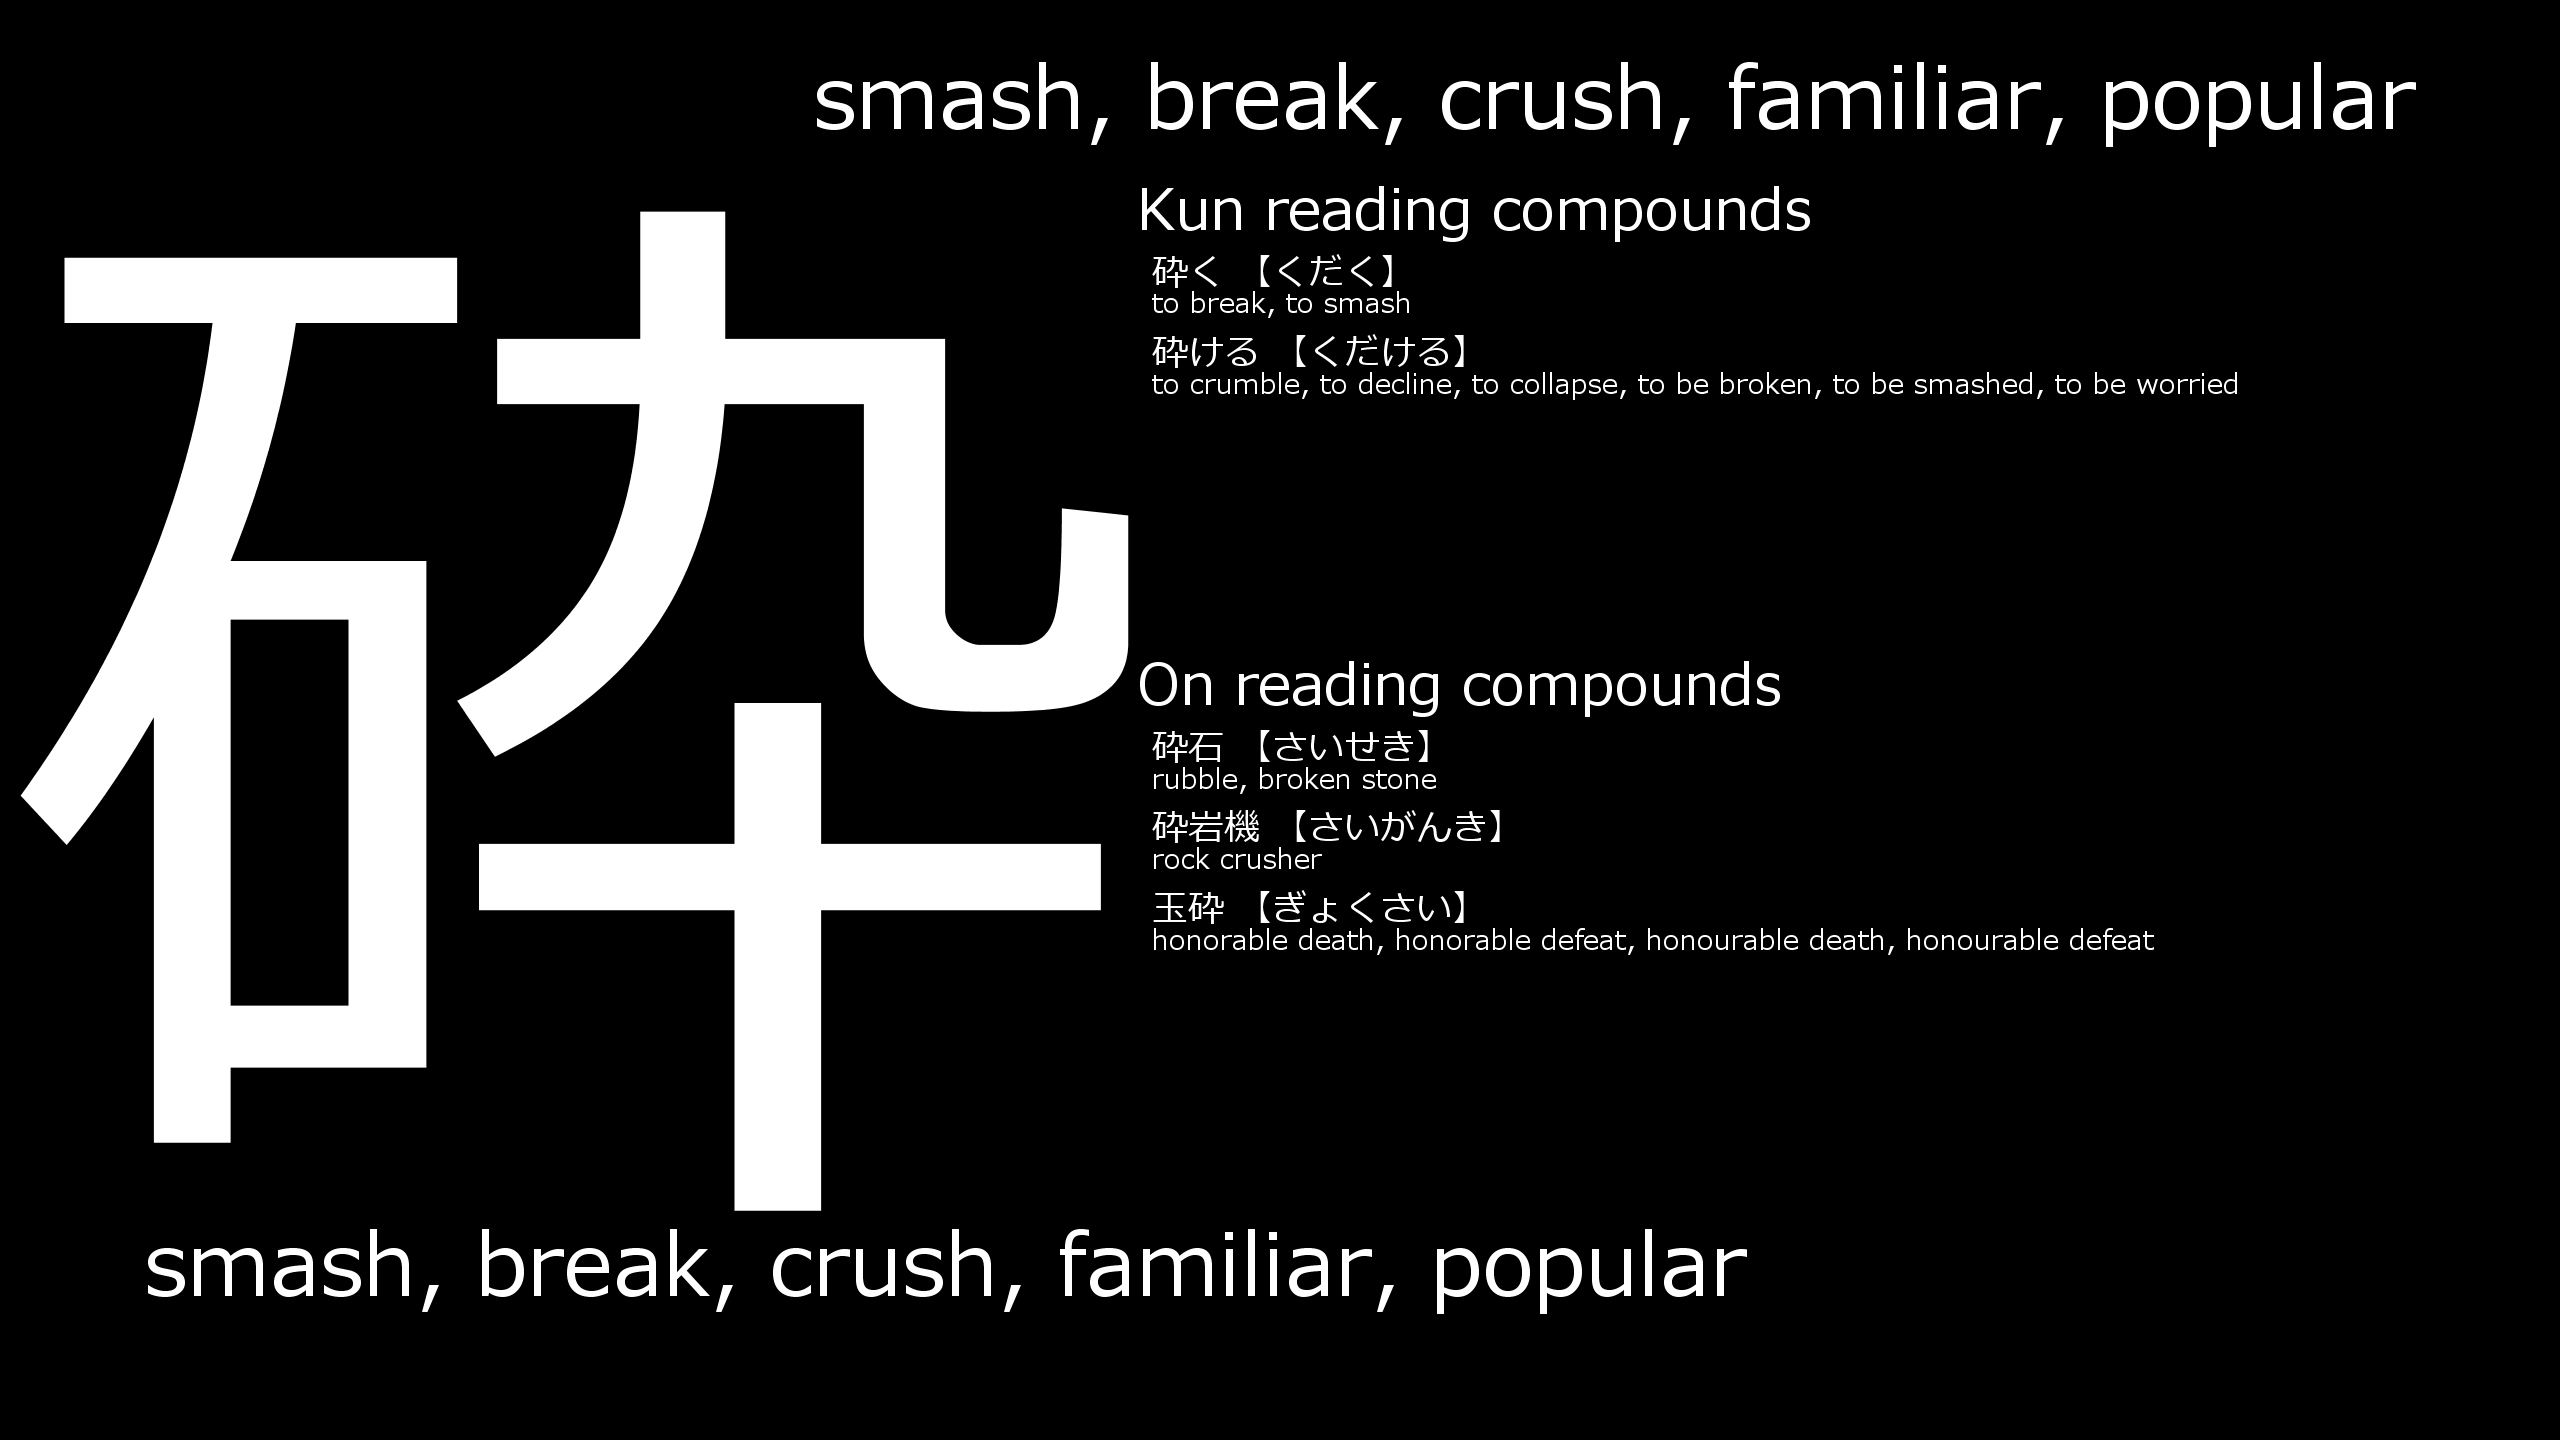 smash, break, crush, familiar, popular
砕
Kun reading compounds
砕く 【くだく】
to break, to smash
砕ける 【くだける】
to crumble, to decline, to collapse, to be broken, to be smashed, to be worried
On reading compounds
砕石 【さいせき】
rubble, broken stone
砕岩機 【さいがんき】
rock crusher
玉砕 【ぎょくさい】
honorable death, honorable defeat, honourable death, honourable defeat
smash, break, crush, familiar, popular